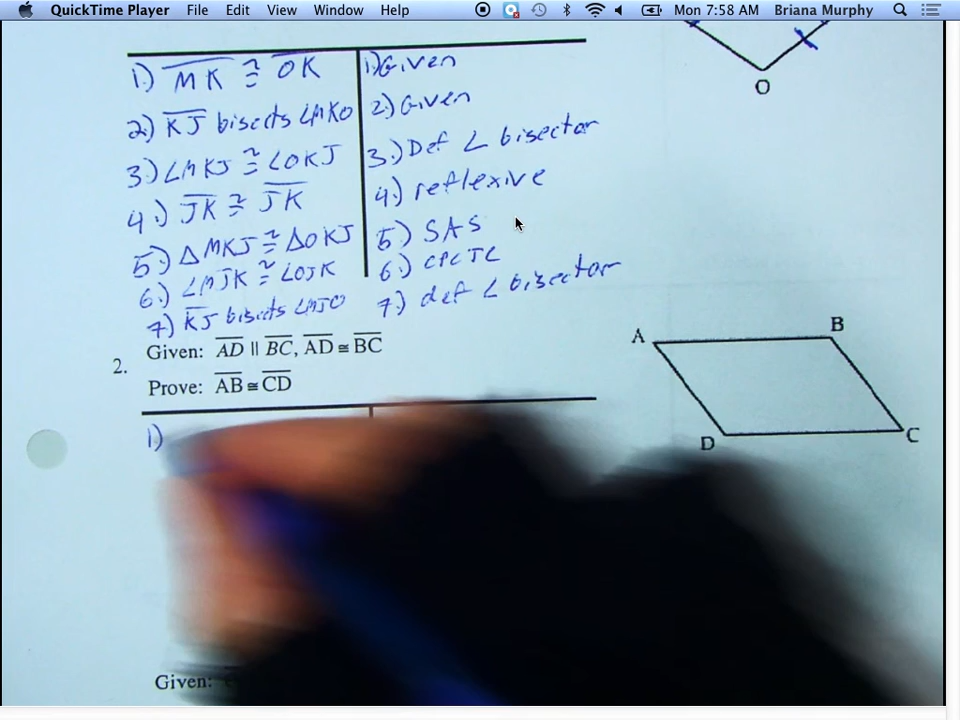 QuickTime Player File Edit View Window Help Mon 7:58 AM Briana Murphy
1.) MK ≅ OK 1.) Given
2.) KJ bisects ∠MKO 2.) Given
3.) ∠MKJ ≅ ∠OKJ 3.) Def ∠ bisector
4.) JK ≅ JK 4.) reflexive
5.) ΔMKJ ≅ ΔOKJ 5.) SAS
6.) ∠MJK ≅ ∠OJK 6.) CPCTC
7.) KJ bisects ∠MJO 7.) def ∠ bisector
O
2.
Given: AD ∥ BC, AD ≅ BC
Prove: AB ≅ CD
A
B
D
C
1.)
Given: